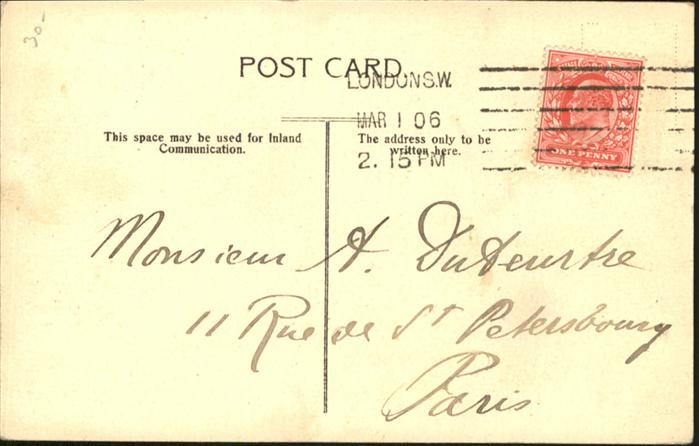 30-
POST CARD.
LONDON S.W.
MAR 1 06
2. 15 PM
This space may be used for Inland
Communication.
The address only to be
written here.
ONE PENNY
Monsieur A. Duteurtre
11 Rue de St Petersbourg
Paris